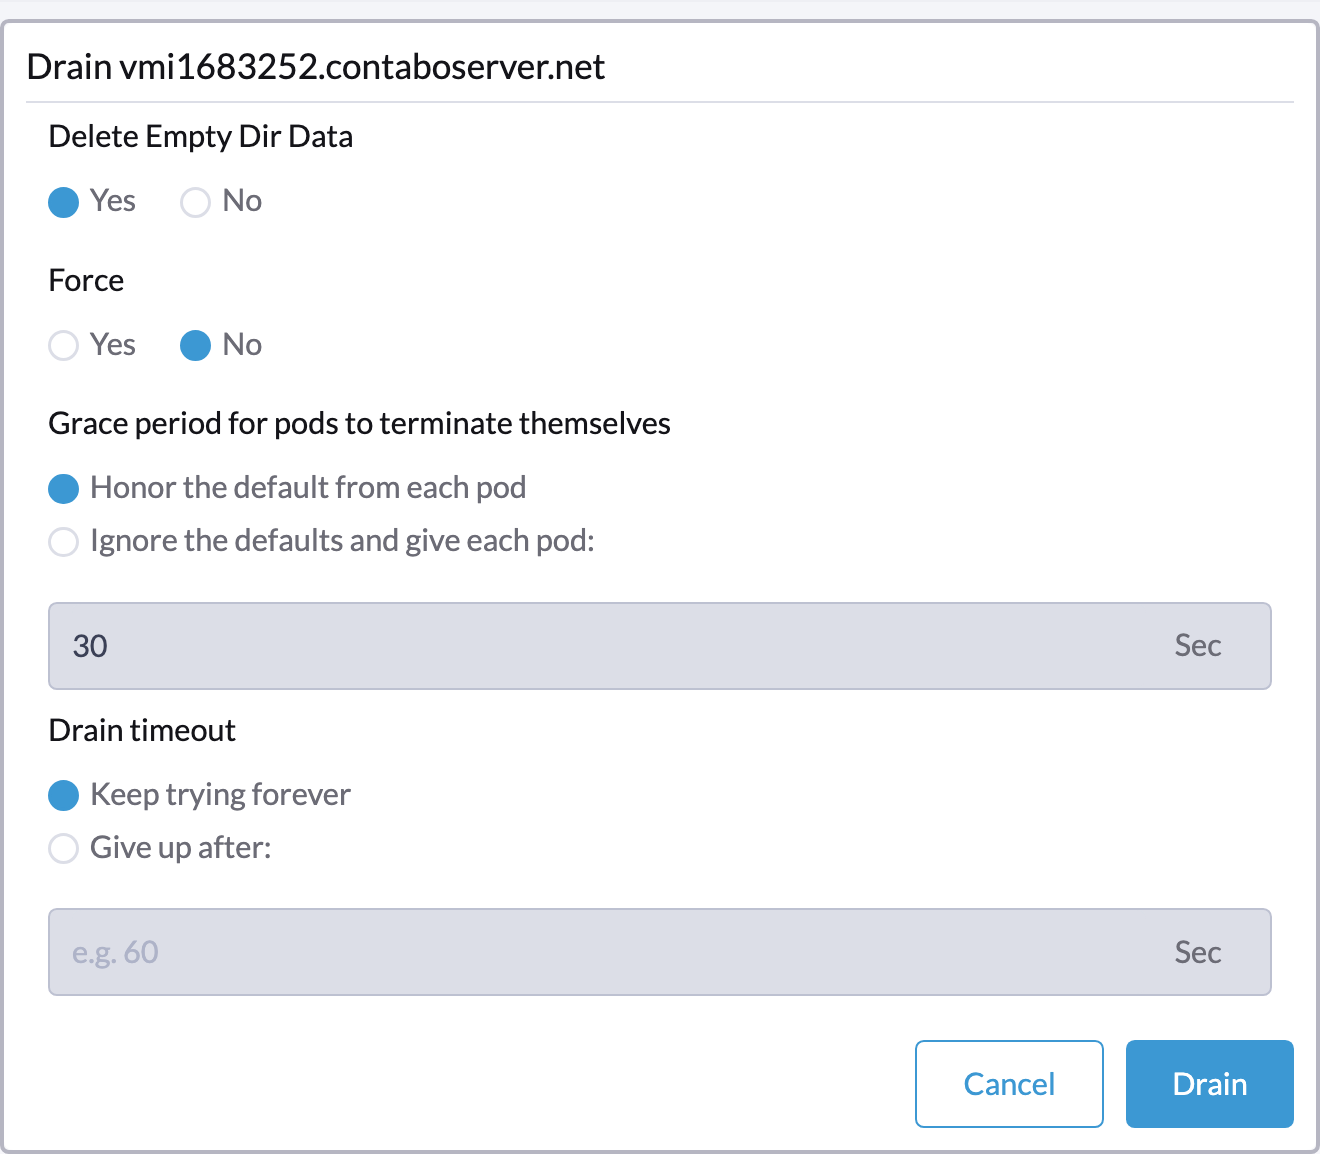 Drain vmi1683252.contaboserver.net
Delete Empty Dir Data
Yes No
Force
Yes No
Grace period for pods to terminate themselves
Honor the default from each pod
Ignore the defaults and give each pod:
30 Sec
Drain timeout
Keep trying forever
Give up after:
e.g. 60 Sec
Cancel Drain